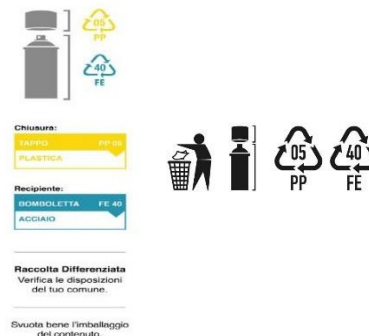 05
PP
40
FE
Chiusura:
TAPPO PP 05
PLASTICA
Recipiente:
BOMBOLETTA FE 40
ACCIAIO
Raccolta Differenziata
Verifica le disposizioni
del tuo comune.
Svuota bene l'imballaggio
del contenuto
05
PP
40
FE